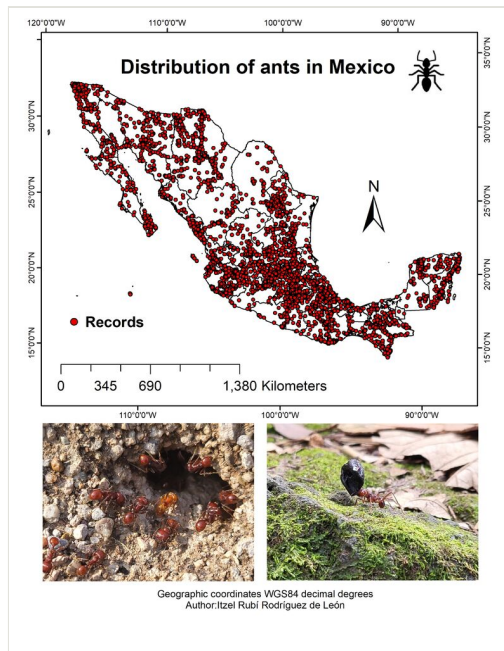 120°0'0"W 110°0'0"W 100°0'0"W 90°0'0"W
Distribution of ants in Mexico
35°0'0"N
30°0'0"N
30°0'0"N
25°0'0"N
25°0'0"N
N
20°0'0"N
20°0'0"N
Records
15°0'0"N
15°0'0"N
0 345 690 1,380 Kilometers
110°0'0"W 100°0'0"W 90°0'0"W
Geographic coordinates WGS84 decimal degrees
Author:Itzel Rubí Rodríguez de León